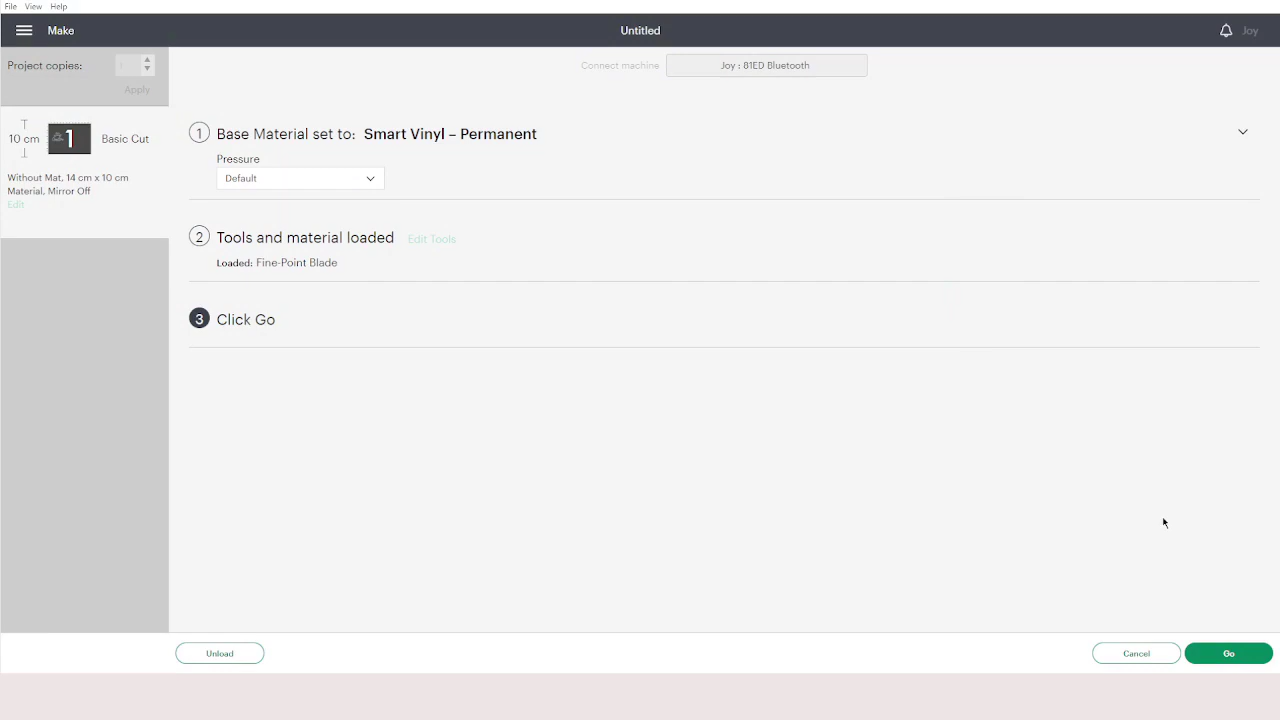 File View Help
Make
Untitled
Joy
Project copies:
1
Apply
Connect machine
Joy : 81ED Bluetooth
10 cm
1
Basic Cut
Without Mat, 14 cm x 10 cm
Material, Mirror Off
Edit
1 Base Material set to: Smart Vinyl – Permanent
Pressure
Default
2 Tools and material loaded Edit Tools
Loaded: Fine-Point Blade
3 Click Go
Unload
Cancel
Go